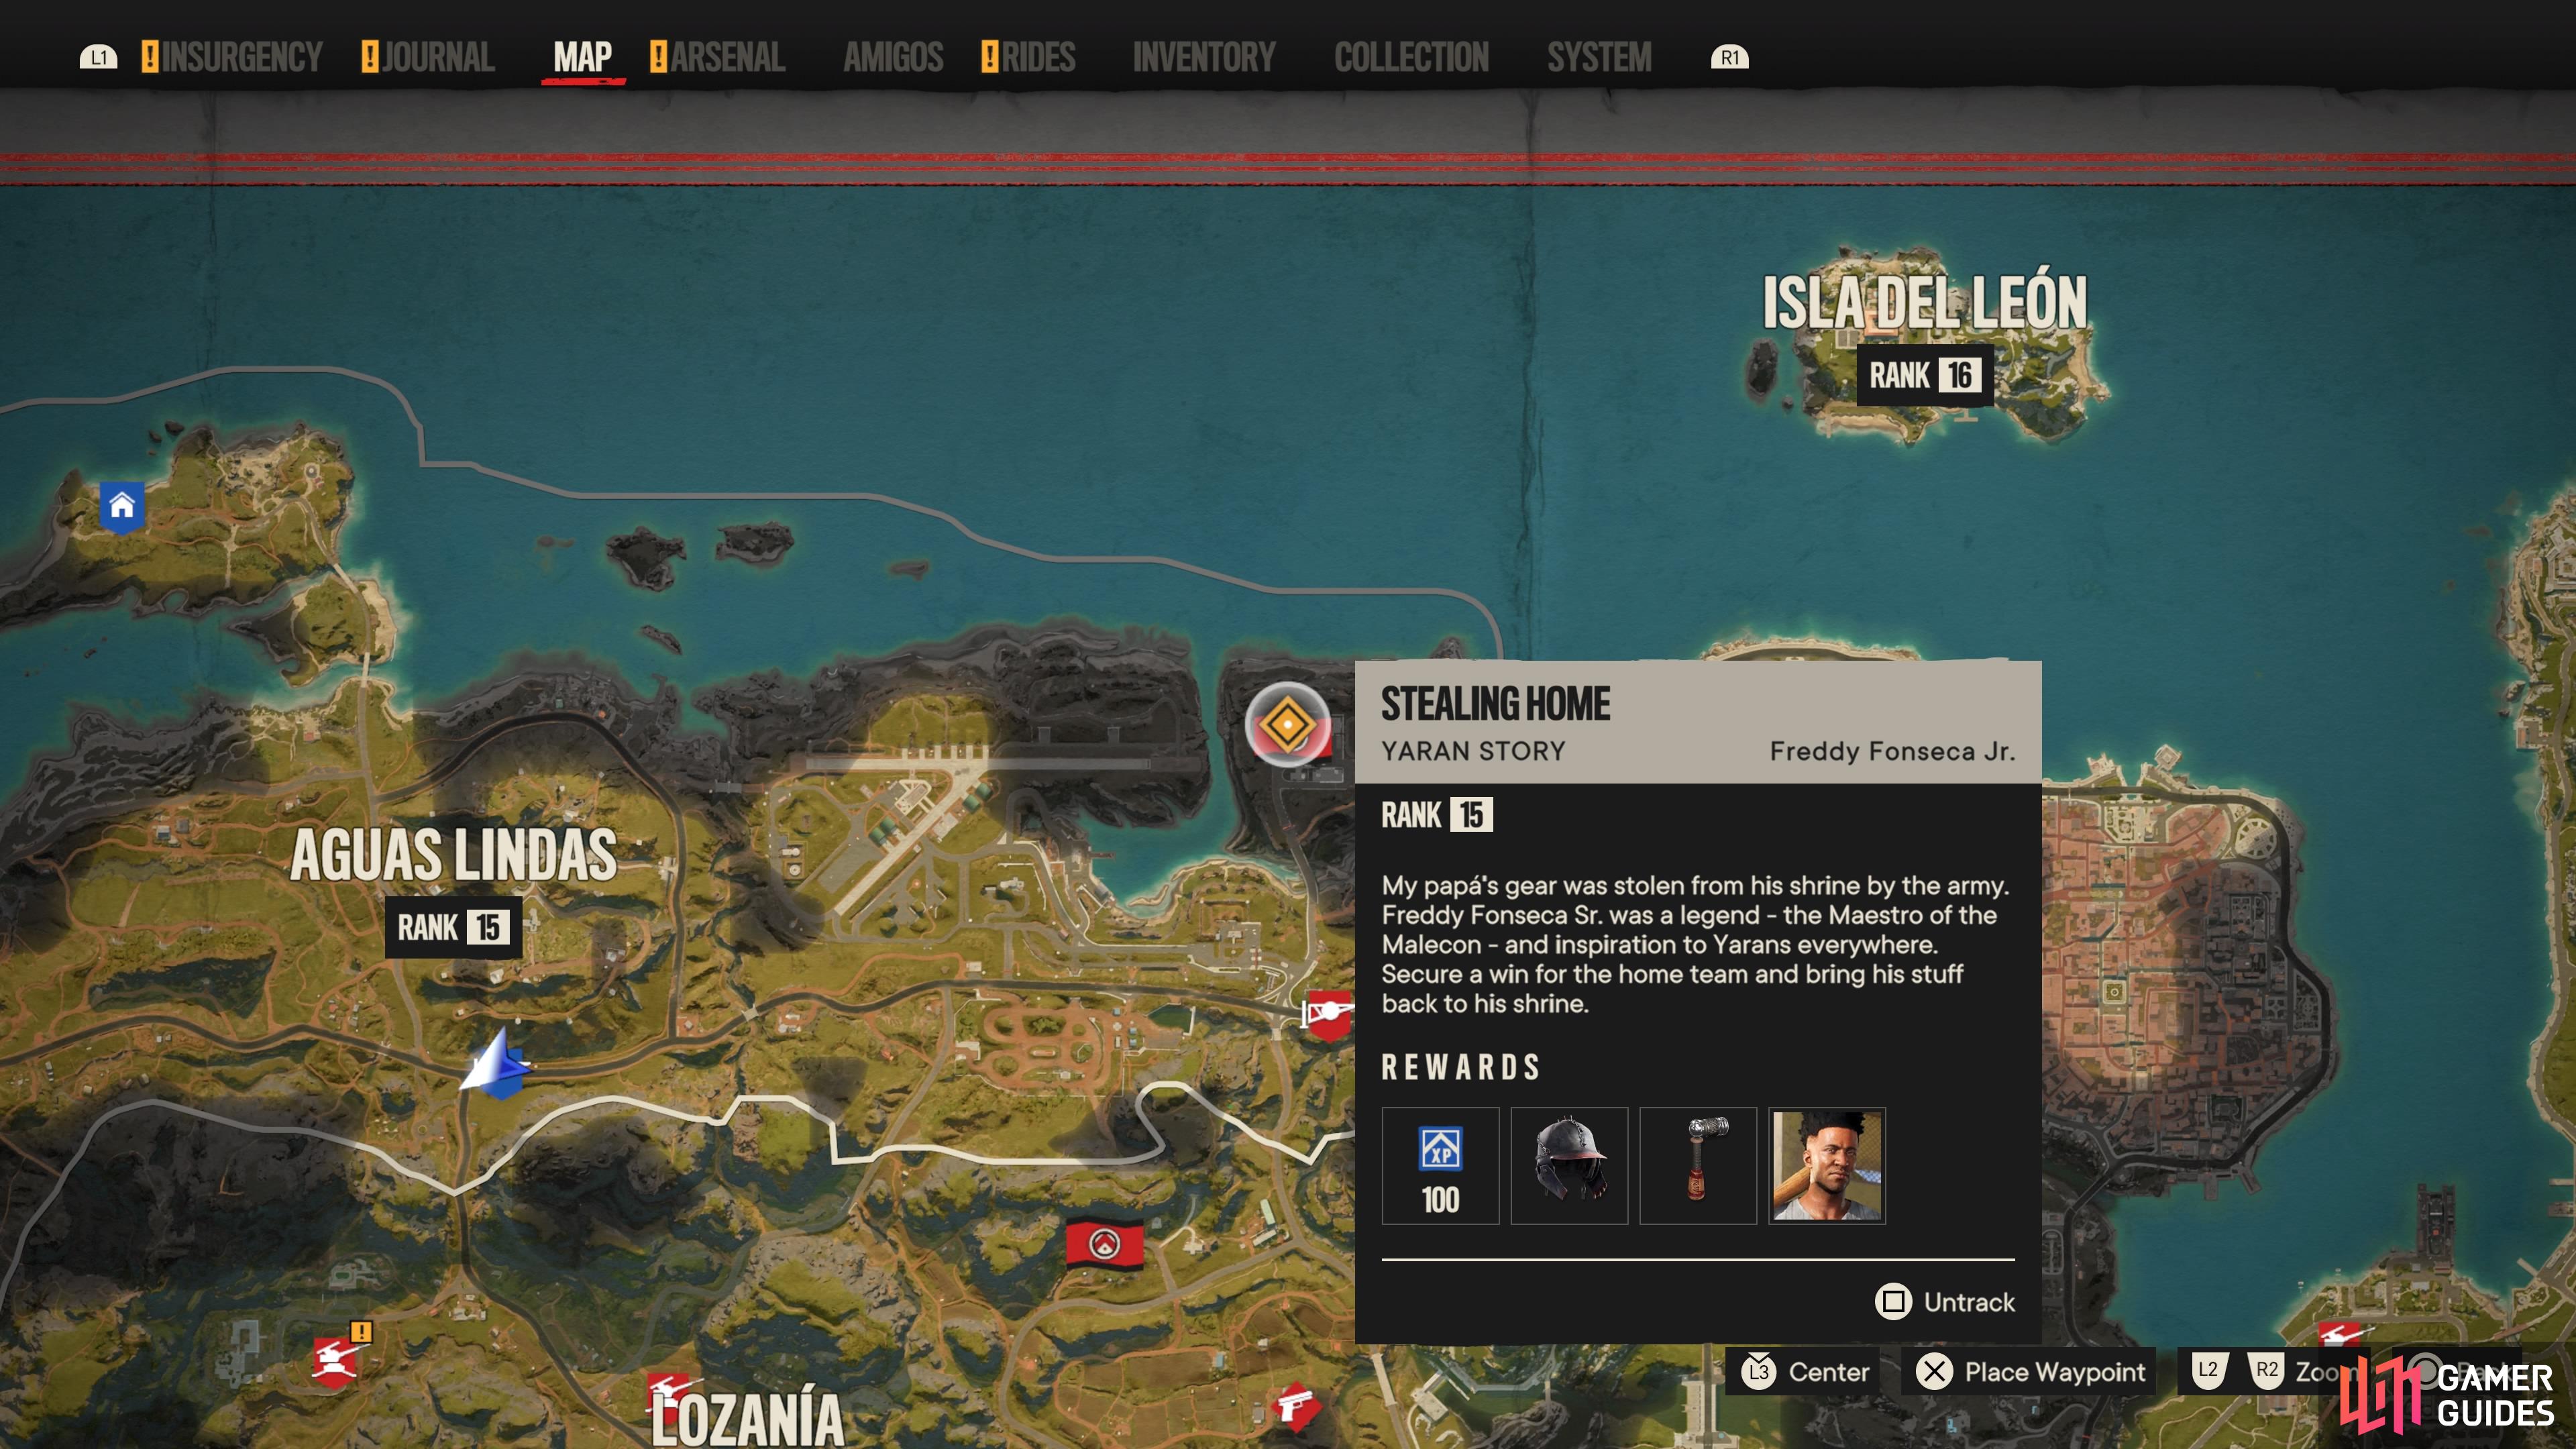 L1 INSURGENCY JOURNAL MAP ARSENAL AMIGOS RIDES INVENTORY COLLECTION SYSTEM R1
ISLA DEL LEÓN
RANK 16
STEALING HOME
YARAN STORY Freddy Fonseca Jr.
RANK 15
My papá's gear was stolen from his shrine by the army.
Freddy Fonseca Sr. was a legend - the Maestro of the
Malecon - and inspiration to Yarans everywhere.
Secure a win for the home team and bring his stuff
back to his shrine.
REWARDS
XP
100
Untrack
AGUAS LINDAS
RANK 15
LOZANÍA
L3 Center Place Waypoint L2 R2
GAMER
GUIDES